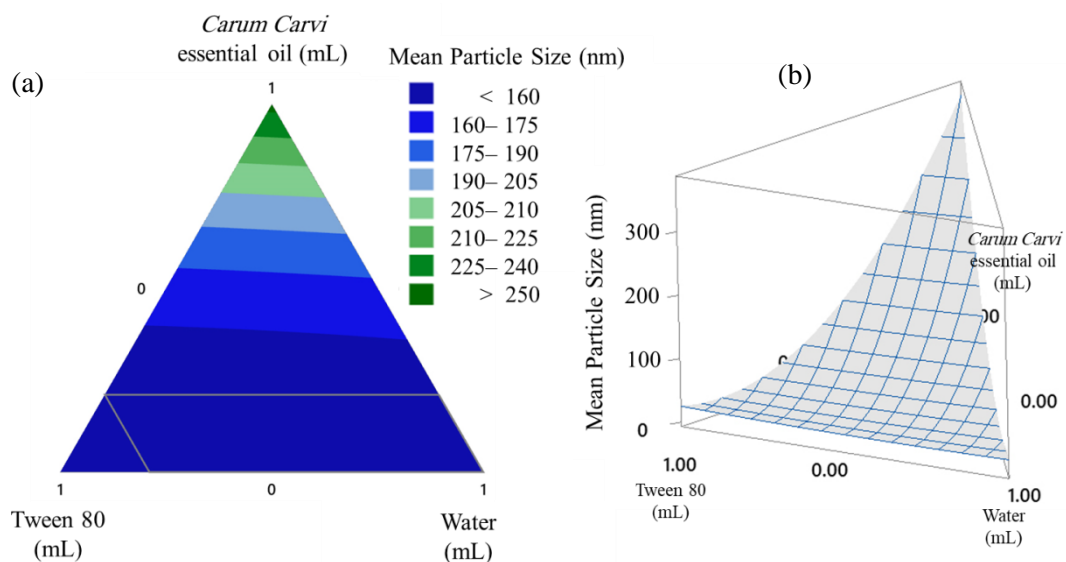 (a)
Carum Carvi
essential oil (mL)
1
0
1
0
1
Tween 80
(mL)
Water
(mL)
Mean Particle Size (nm)
< 160
160– 175
175– 190
190– 205
205– 210
210– 225
225– 240
> 250
(b)
Mean Particle Size (nm)
300
200
100
0
Carum Carvi
essential oil
(mL)
0.00
1.00
0.00
1.00
Tween 80
(mL)
Water
(mL)